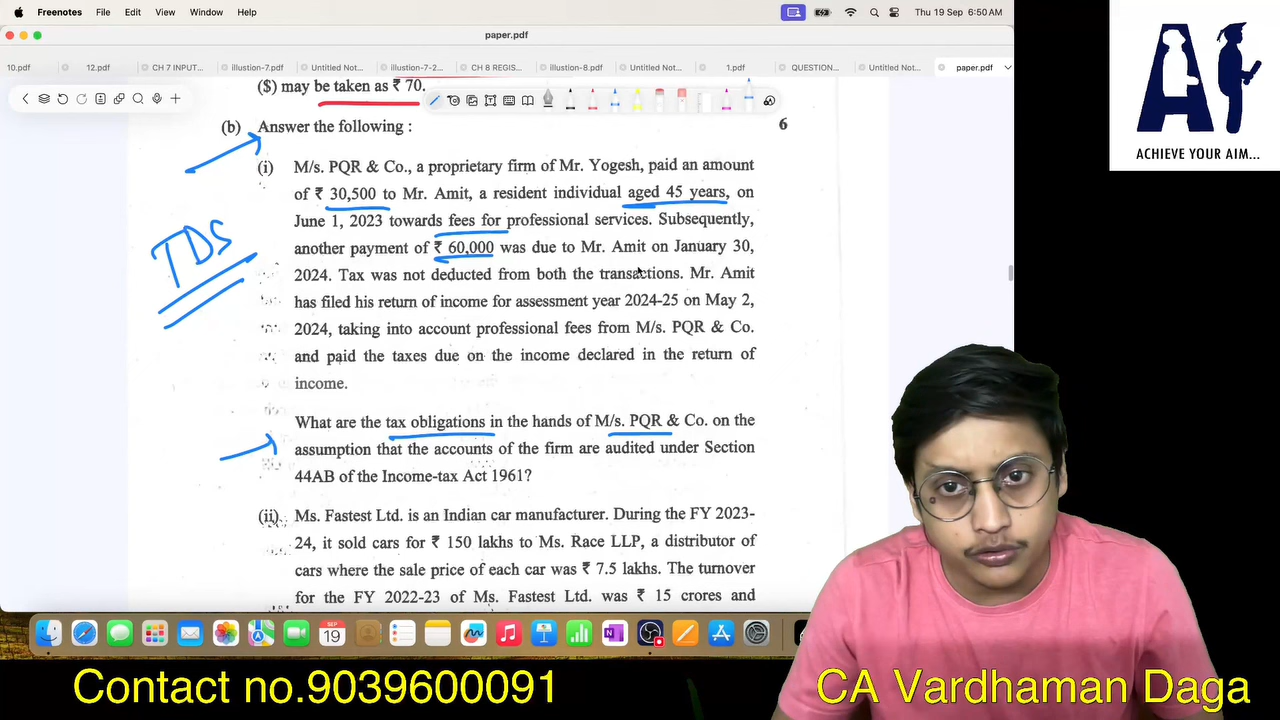 Freenotes File Edit View Window Help Thu 19 Sep 6:50 AM
paper.pdf
10.pdf 12.pdf CH 7 INPUT... illustion-7.pdf Untitled Not... illustion-7-2... CH 8 REGIS... illustion-8.pdf Untitled Not... 1.pdf QUESTION... Untitled Not... paper.pdf
($) may be taken as ₹ 70.
(b) Answer the following : 6
(i) M/s. PQR & Co., a proprietary firm of Mr. Yogesh, paid an amount
of ₹ 30,500 to Mr. Amit, a resident individual aged 45 years, on
June 1, 2023 towards fees for professional services. Subsequently,
another payment of ₹ 60,000 was due to Mr. Amit on January 30,
2024. Tax was not deducted from both the transactions. Mr. Amit
has filed his return of income for assessment year 2024-25 on May 2,
2024, taking into account professional fees from M/s. PQR & Co.
and paid the taxes due on the income declared in the return of
income.
TDS
What are the tax obligations in the hands of M/s. PQR & Co. on the
assumption that the accounts of the firm are audited under Section
44AB of the Income-tax Act 1961?
(ii) Ms. Fastest Ltd. is an Indian car manufacturer. During the FY 2023-
24, it sold cars for ₹ 150 lakhs to Ms. Race LLP, a distributor of
cars where the sale price of each car was ₹ 7.5 lakhs. The turnover
for the FY 2022-23 of Ms. Fastest Ltd. was ₹ 15 crores and
SEP
19
A
ACHIEVE YOUR AIM...
Contact no.9039600091
CA Vardhaman Daga